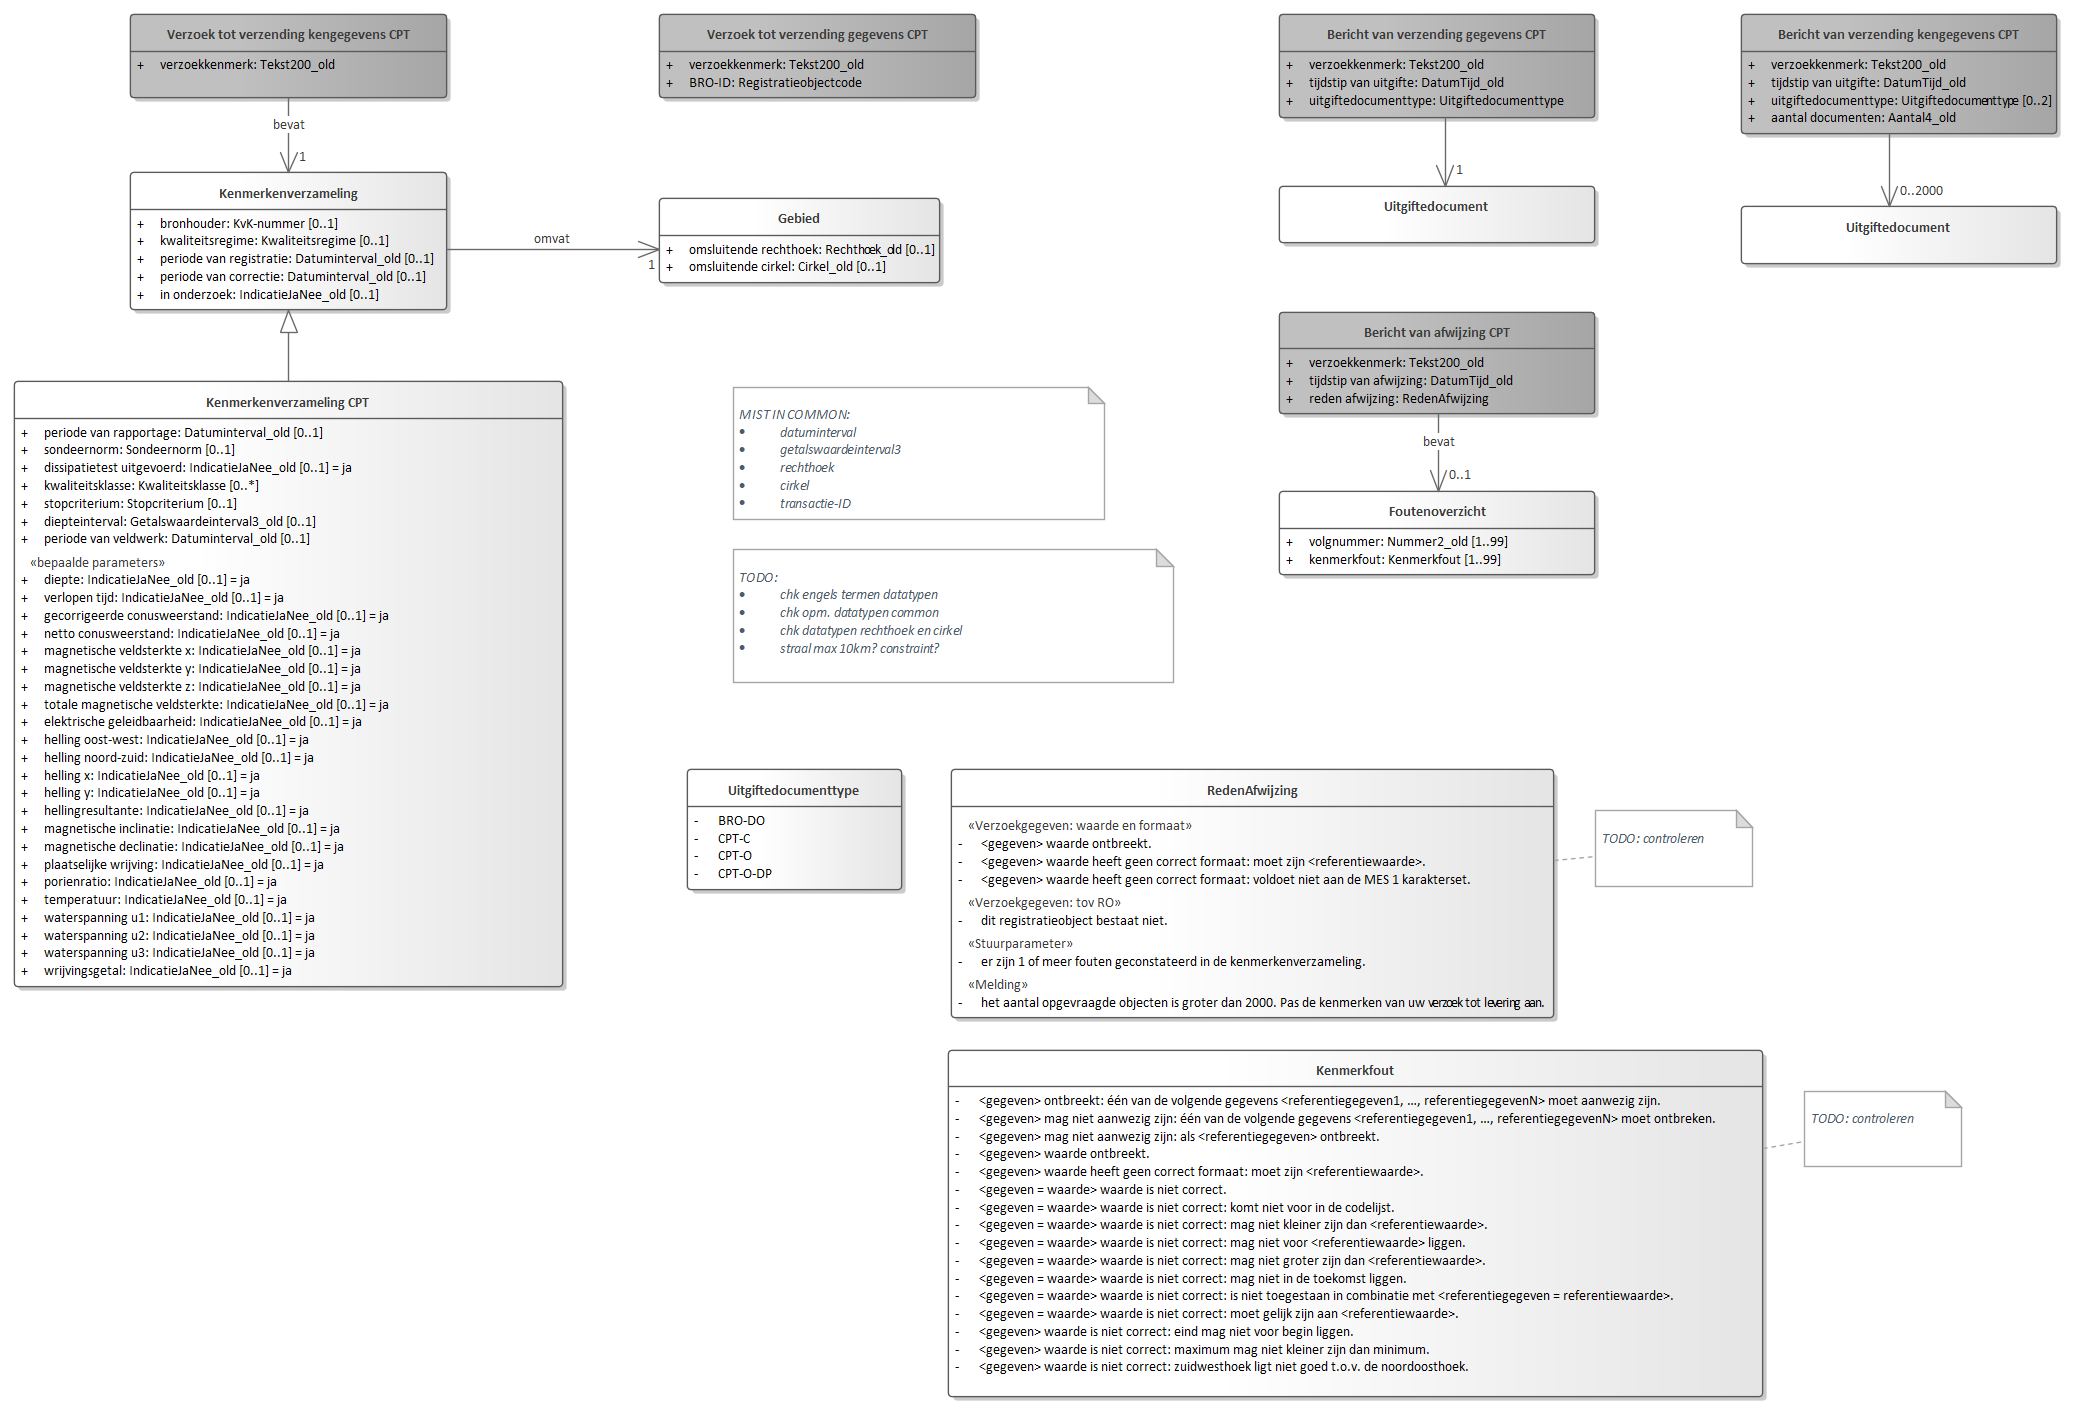 Verzoek tot verzending kengegevens CPT
+ verzoekkenmerk: Tekst200_old
bevat
1
Kenmerkenverzameling
+ bronhouder: KvK-nummer [0..1]
+ kwaliteitsregime: Kwaliteitsregime [0..1]
+ periode van registratie: Datuminterval_old [0..1]
+ periode van correctie: Datuminterval_old [0..1]
+ in onderzoek: IndicatieJaNee_old [0..1]
omvat
1
Verzoek tot verzending gegevens CPT
+ verzoekkenmerk: Tekst200_old
+ BRO-ID: Registratieobjectcode
Gebied
+ omsluitende rechthoek: Rechthoek_old [0..1]
+ omsluitende cirkel: Cirkel_old [0..1]
Bericht van verzending gegevens CPT
+ verzoekkenmerk: Tekst200_old
+ tijdstip van uitgifte: DatumTijd_old
+ uitgiftedocumenttype: Uitgiftedocumenttype
1
Uitgiftedocument
Bericht van verzending kengegevens CPT
+ verzoekkenmerk: Tekst200_old
+ tijdstip van uitgifte: DatumTijd_old
+ uitgiftedocumenttype: Uitgiftedocumenttype [0..2]
+ aantal documenten: Aantal4_old
0..2000
Uitgiftedocument
Bericht van afwijzing CPT
+ verzoekkenmerk: Tekst200_old
+ tijdstip van afwijzing: DatumTijd_old
+ reden afwijzing: RedenAfwijzing
bevat
0..1
Foutenoverzicht
+ volgnummer: Nummer2_old [1..99]
+ kenmerkfout: Kenmerkfout [1..99]
Kenmerkenverzameling CPT
+ periode van rapportage: Datuminterval_old [0..1]
+ sondeernorm: Sondeernorm [0..1]
+ dissipatietest uitgevoerd: IndicatieJaNee_old [0..1] = ja
+ kwaliteitsklasse: Kwaliteitsklasse [0..*]
+ stopcriterium: Stopcriterium [0..1]
+ diepteinterval: Getalswaardeinterval3_old [0..1]
+ periode van veldwerk: Datuminterval_old [0..1]
«bepaalde parameters»
+ diepte: IndicatieJaNee_old [0..1] = ja
+ verlopen tijd: IndicatieJaNee_old [0..1] = ja
+ gecorrigeerde conusweerstand: IndicatieJaNee_old [0..1] = ja
+ netto conusweerstand: IndicatieJaNee_old [0..1] = ja
+ magnetische veldsterkte x: IndicatieJaNee_old [0..1] = ja
+ magnetische veldsterkte y: IndicatieJaNee_old [0..1] = ja
+ magnetische veldsterkte z: IndicatieJaNee_old [0..1] = ja
+ totale magnetische veldsterkte: IndicatieJaNee_old [0..1] = ja
+ elektrische geleidbaarheid: IndicatieJaNee_old [0..1] = ja
+ helling oost-west: IndicatieJaNee_old [0..1] = ja
+ helling noord-zuid: IndicatieJaNee_old [0..1] = ja
+ helling x: IndicatieJaNee_old [0..1] = ja
+ helling y: IndicatieJaNee_old [0..1] = ja
+ hellingresultante: IndicatieJaNee_old [0..1] = ja
+ magnetische inclinatie: IndicatieJaNee_old [0..1] = ja
+ magnetische declinatie: IndicatieJaNee_old [0..1] = ja
+ plaatselijke wrijving: IndicatieJaNee_old [0..1] = ja
+ porienratio: IndicatieJaNee_old [0..1] = ja
+ temperatuur: IndicatieJaNee_old [0..1] = ja
+ waterspanning u1: IndicatieJaNee_old [0..1] = ja
+ waterspanning u2: IndicatieJaNee_old [0..1] = ja
+ waterspanning u3: IndicatieJaNee_old [0..1] = ja
+ wrijvingsgetal: IndicatieJaNee_old [0..1] = ja
MIST IN COMMON:
• datuminterval
• getalswaardeinterval3
• rechthoek
• cirkel
• transactie-ID
TODO:
• chk engels termen datatypen
• chk opm. datatypen common
• chk datatypen rechthoek en cirkel
• straal max 10km? constraint?
Uitgiftedocumenttype
- BRO-DO
- CPT-C
- CPT-O
- CPT-O-DP
RedenAfwijzing
«Verzoekgegeven: waarde en formaat»
- <gegeven> waarde ontbreekt.
- <gegeven> waarde heeft geen correct formaat: moet zijn <referentiewaarde>.
- <gegeven> waarde heeft geen correct formaat: voldoet niet aan de MES 1 karakterset.
«Verzoekgegeven: tov RO»
- dit registratieobject bestaat niet.
«Stuurparameter»
- er zijn 1 of meer fouten geconstateerd in de kenmerkenverzameling.
«Melding»
- het aantal opgevraagde objecten is groter dan 2000. Pas de kenmerken van uw verzoek tot levering aan.
TODO: controleren
Kenmerkfout
- <gegeven> ontbreekt: één van de volgende gegevens <referentiegegeven1, ..., referentiegegevenN> moet aanwezig zijn.
- <gegeven> mag niet aanwezig zijn: één van de volgende gegevens <referentiegegeven1, ..., referentiegegevenN> moet ontbreken.
- <gegeven> mag niet aanwezig zijn: als <referentiegegeven> ontbreekt.
- <gegeven> waarde ontbreekt.
- <gegeven> waarde heeft geen correct formaat: moet zijn <referentiewaarde>.
- <gegeven = waarde> waarde is niet correct.
- <gegeven = waarde> waarde is niet correct: komt niet voor in de codelijst.
- <gegeven = waarde> waarde is niet correct: mag niet kleiner zijn dan <referentiewaarde>.
- <gegeven = waarde> waarde is niet correct: mag niet voor <referentiewaarde> liggen.
- <gegeven = waarde> waarde is niet correct: mag niet groter zijn dan <referentiewaarde>.
- <gegeven = waarde> waarde is niet correct: mag niet in de toekomst liggen.
- <gegeven = waarde> waarde is niet correct: is niet toegestaan in combinatie met <referentiegegeven = referentiewaarde>.
- <gegeven = waarde> waarde is niet correct: moet gelijk zijn aan <referentiewaarde>.
- <gegeven> waarde is niet correct: eind mag niet voor begin liggen.
- <gegeven> waarde is niet correct: maximum mag niet kleiner zijn dan minimum.
- <gegeven> waarde is niet correct: zuidwesthoek ligt niet goed t.o.v. de noordoosthoek.
TODO: controleren